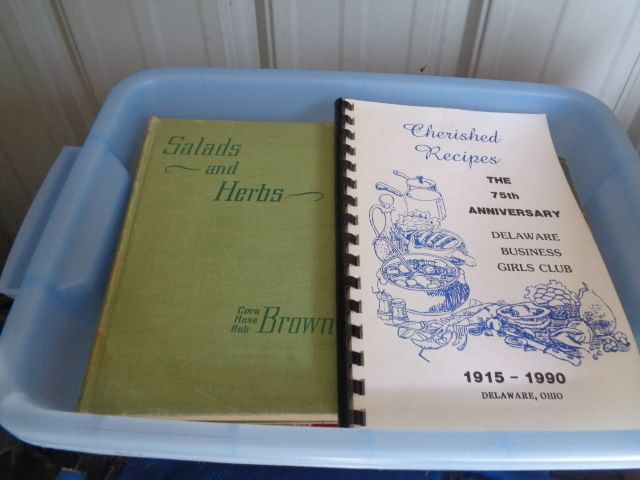 Salads
and
Herbs
Cora
Rose
Bob
Brown
Cherished
Recipes
THE
75th
ANNIVERSARY
DELAWARE
BUSINESS
GIRLS CLUB
1915 - 1990
DELAWARE, OHIO